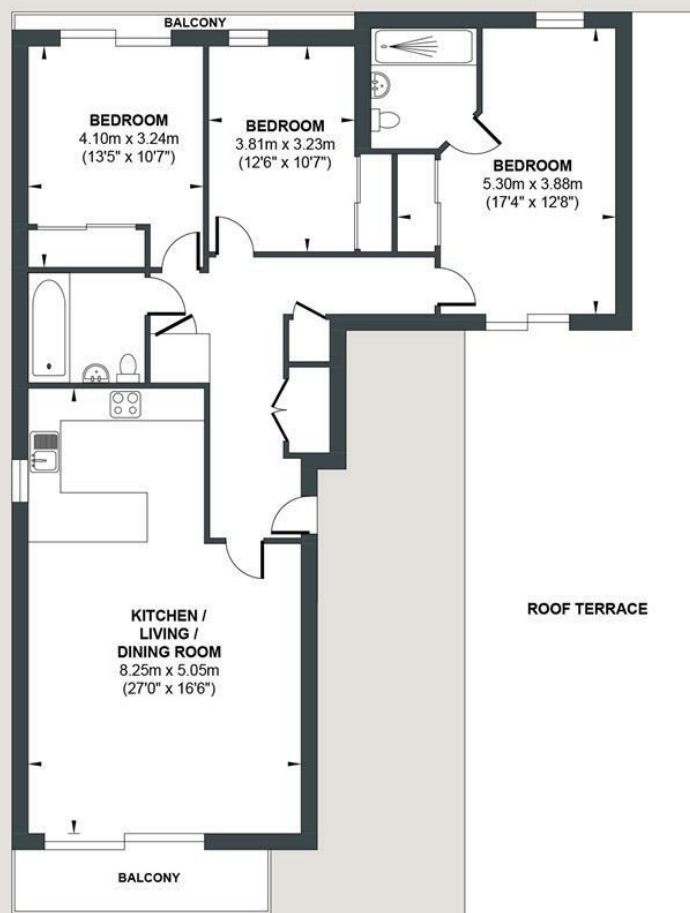 BALCONY
BEDROOM
4.10m x 3.24m
(13'5" x 10'7")
BEDROOM
3.81m x 3.23m
(12'6" x 10'7")
BEDROOM
5.30m x 3.88m
(17'4" x 12'8")
KITCHEN /
LIVING /
DINING ROOM
8.25m x 5.05m
(27'0" x 16'6")
ROOF TERRACE
BALCONY